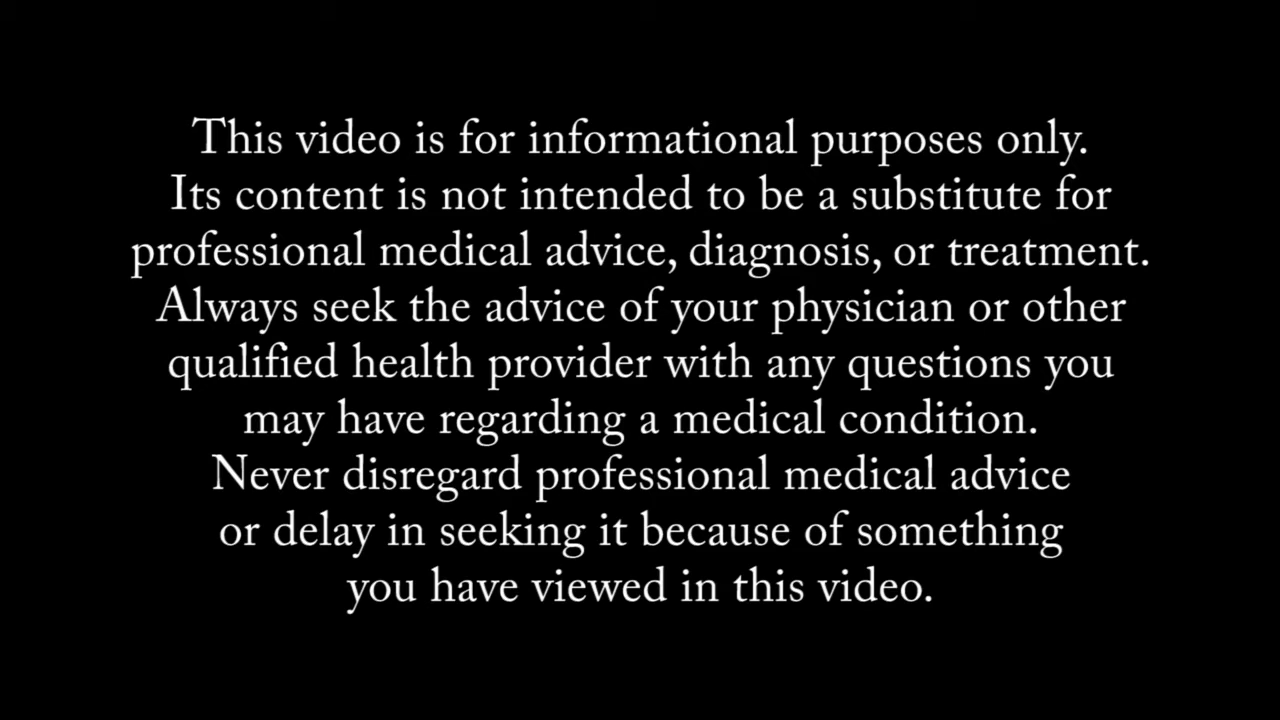 This video is for informational purposes only.
Its content is not intended to be a substitute for
professional medical advice, diagnosis, or treatment.
Always seek the advice of your physician or other
qualified health provider with any questions you
may have regarding a medical condition.
Never disregard professional medical advice
or delay in seeking it because of something
you have viewed in this video.